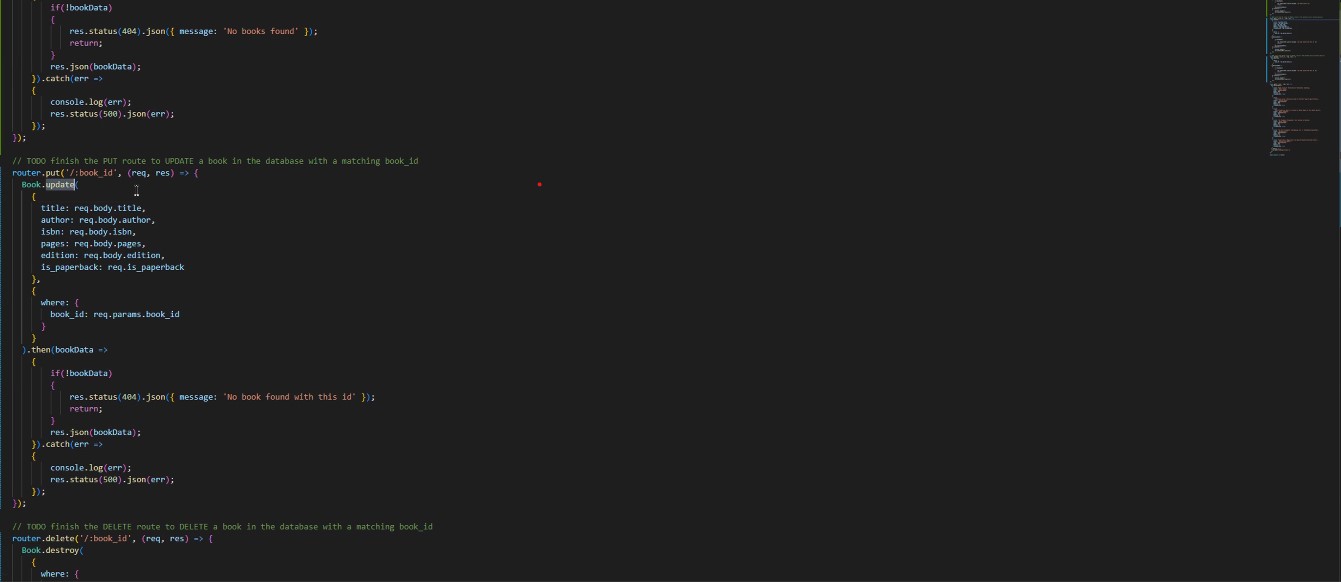 if(!bookData)
{
res.status(404).json({ message: 'No books found' });
return;
}
res.json(bookData);
}).catch(err =>
{
console.log(err);
res.status(500).json(err);
});
});
// TODO finish the PUT route to UPDATE a book in the database with a matching book_id
router.put('/:book_id', (req, res) => {
Book.update(
{
title: req.body.title,
author: req.body.author,
isbn: req.body.isbn,
pages: req.body.pages,
edition: req.body.edition,
is_paperback: req.is_paperback
},
{
where: {
book_id: req.params.book_id
}
}
).then(bookData =>
{
if(!bookData)
{
res.status(404).json({ message: 'No book found with this id' });
return;
}
res.json(bookData);
}).catch(err =>
{
console.log(err);
res.status(500).json(err);
});
});
// TODO finish the DELETE route to DELETE a book in the database with a matching book_id
router.delete('/:book_id', (req, res) => {
Book.destroy(
{
where: {